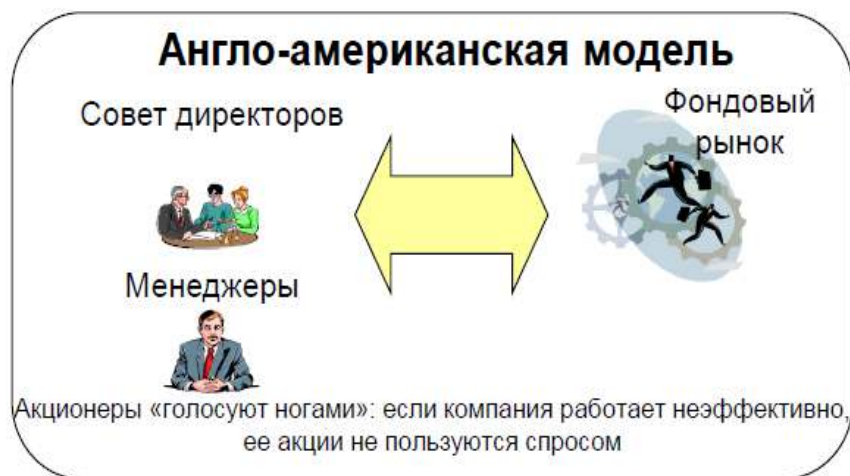 Англо-американская модель
Совет директоров
Фондовый
рынок
Менеджеры
Акционеры «голосуют ногами»: если компания работает неэффективно,
ее акции не пользуются спросом